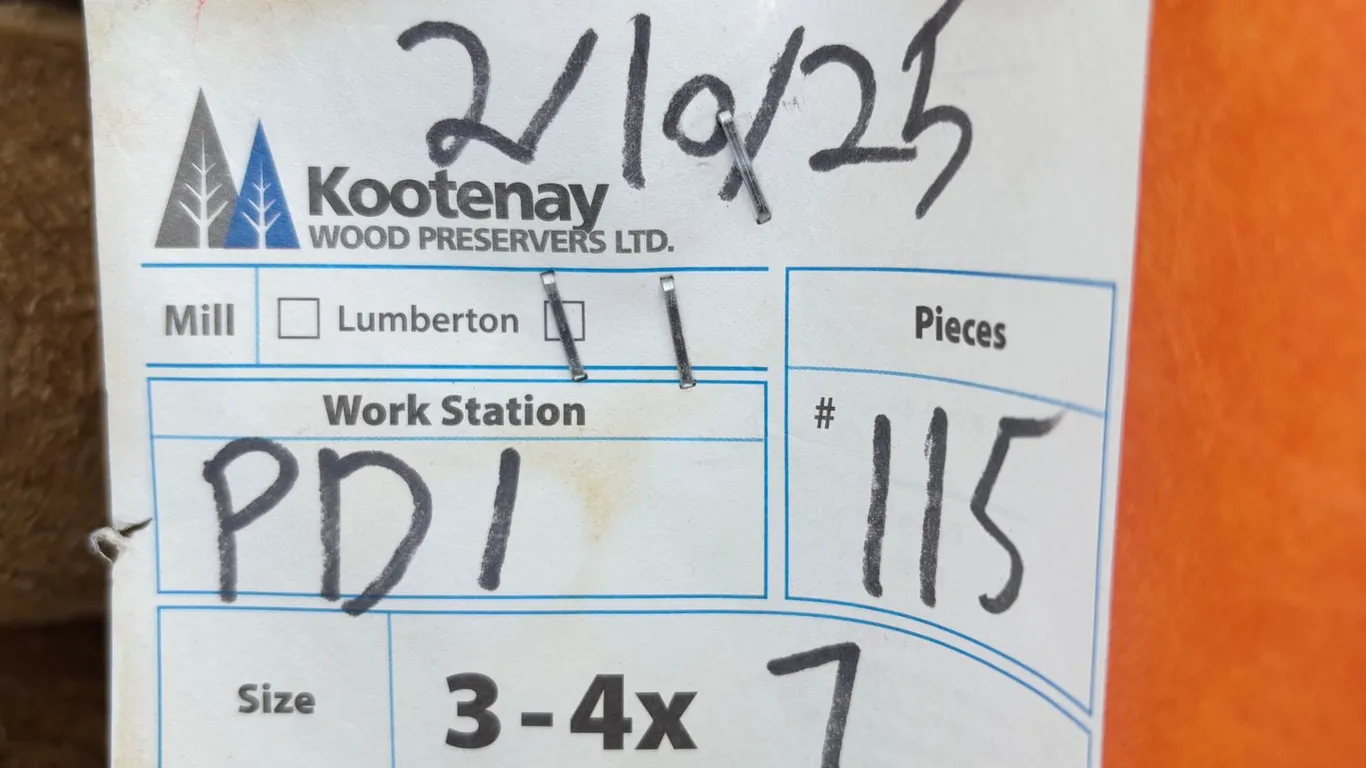 2/10/25
Kootenay
WOOD PRESERVERS LTD.
Mill Lumberton
Pieces
Work Station
# 115
PD1
Size 3-4x 7